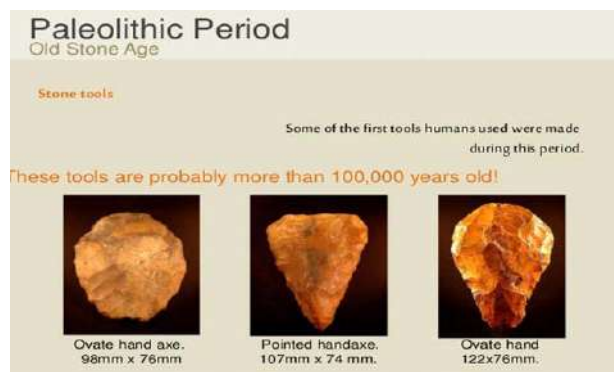 Paleolithic Period
Old Stone Age
Stone tools
Some of the first tools humans used were made
during this period.
These tools are probably more than 100,000 years old!
Ovate hand axe.
98mm x 76mm
Pointed handaxe.
107mm x 74 mm.
Ovate hand
122x76mm.